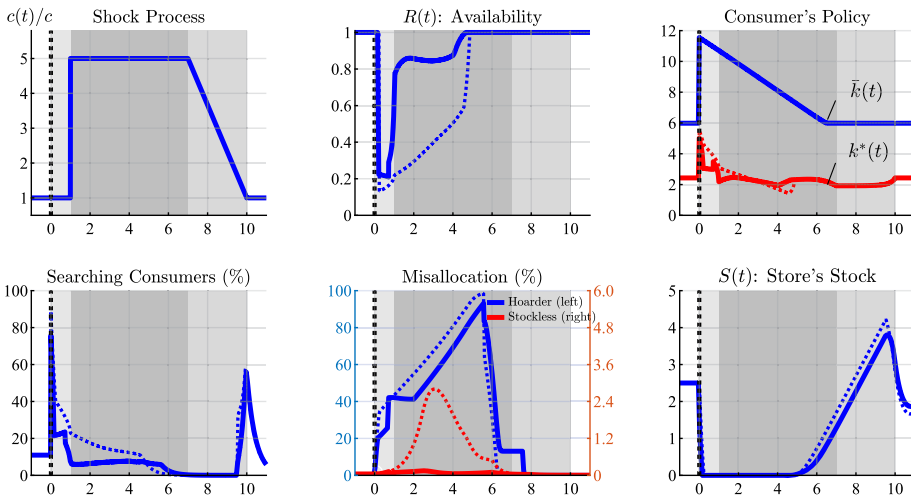 c(t)/c
Shock Process
5
4
3
2
1
0 2 4 6 8 10
R(t): Availability
1
0.8
0.6
0.4
0.2
0
0 2 4 6 8 10
Consumer's Policy
12
10
8
6
4
2
0
k̄(t)
k*(t)
0 2 4 6 8 10
Searching Consumers (%)
100
80
60
40
20
0
0 2 4 6 8 10
Misallocation (%)
100
80
60
40
20
0
Hoarder (left)
Stockless (right)
6.0
4.8
3.6
2.4
1.2
0
0 2 4 6 8 10
S(t): Store's Stock
5
4
3
2
1
0
0 2 4 6 8 10